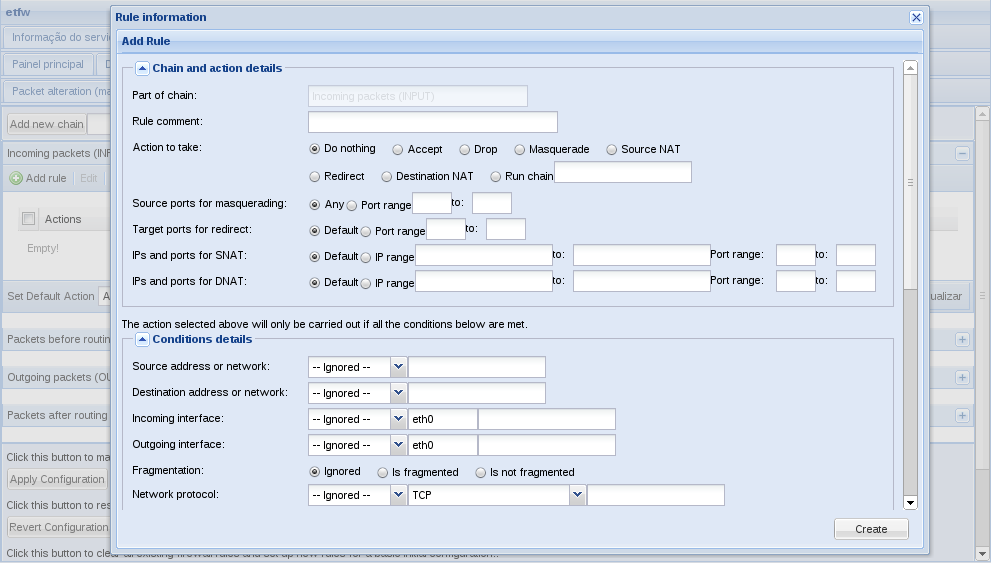 etfw
Rule information
Informação do
Add Rule
Painel principal
Chain and action details
Packet alteration
Part of chain: Incoming packets (INPUT)
Add new chain
Rule comment:
Action to take: Do nothing Accept Drop Masquerade Source NAT
Incoming packets
Redirect Destination NAT Run chain
Add rule Edit
Source ports for masquerading: Any Port range to:
Actions
Target ports for redirect: Default Port range to:
Empty!
IPs and ports for SNAT: Default IP range to: Port range: to:
IPs and ports for DNAT: Default IP range to: Port range: to:
Set Default Action A
ualizar
The action selected above will only be carried out if all the conditions below are met.
Packets before routin
Conditions details
Source address or network: -- Ignored --
Outgoing packets (OU
Destination address or network: -- Ignored --
Packets after routing
Incoming interface: -- Ignored -- eth0
Outgoing interface: -- Ignored -- eth0
Click this button to ma
Fragmentation: Ignored Is fragmented Is not fragmented
Apply Configuration
Network protocol: -- Ignored -- TCP
Click this button to res
Revert Configuration
Create
Click this button to clear all existing firewall rules and set up new rules for a basic initial configuration..